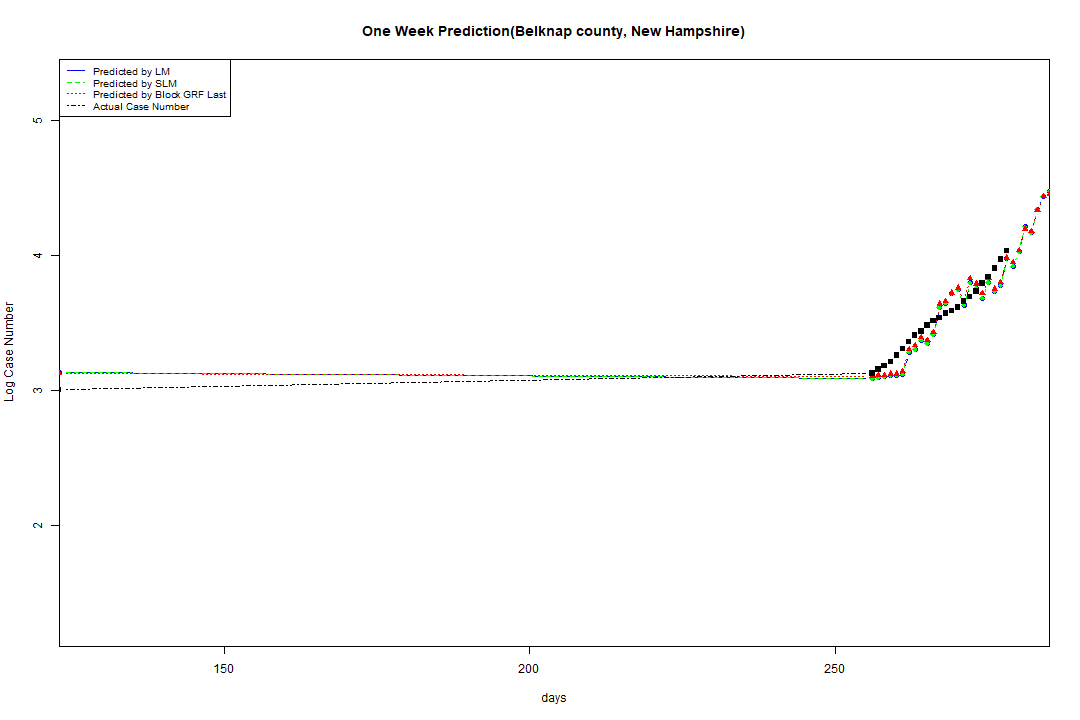 One Week Prediction(Belknap county, New Hampshire)
Predicted by LM
Predicted by SLM
Predicted by Block GRF Last
Actual Case Number
5
4
3
2
Log Case Number
150
200
250
days